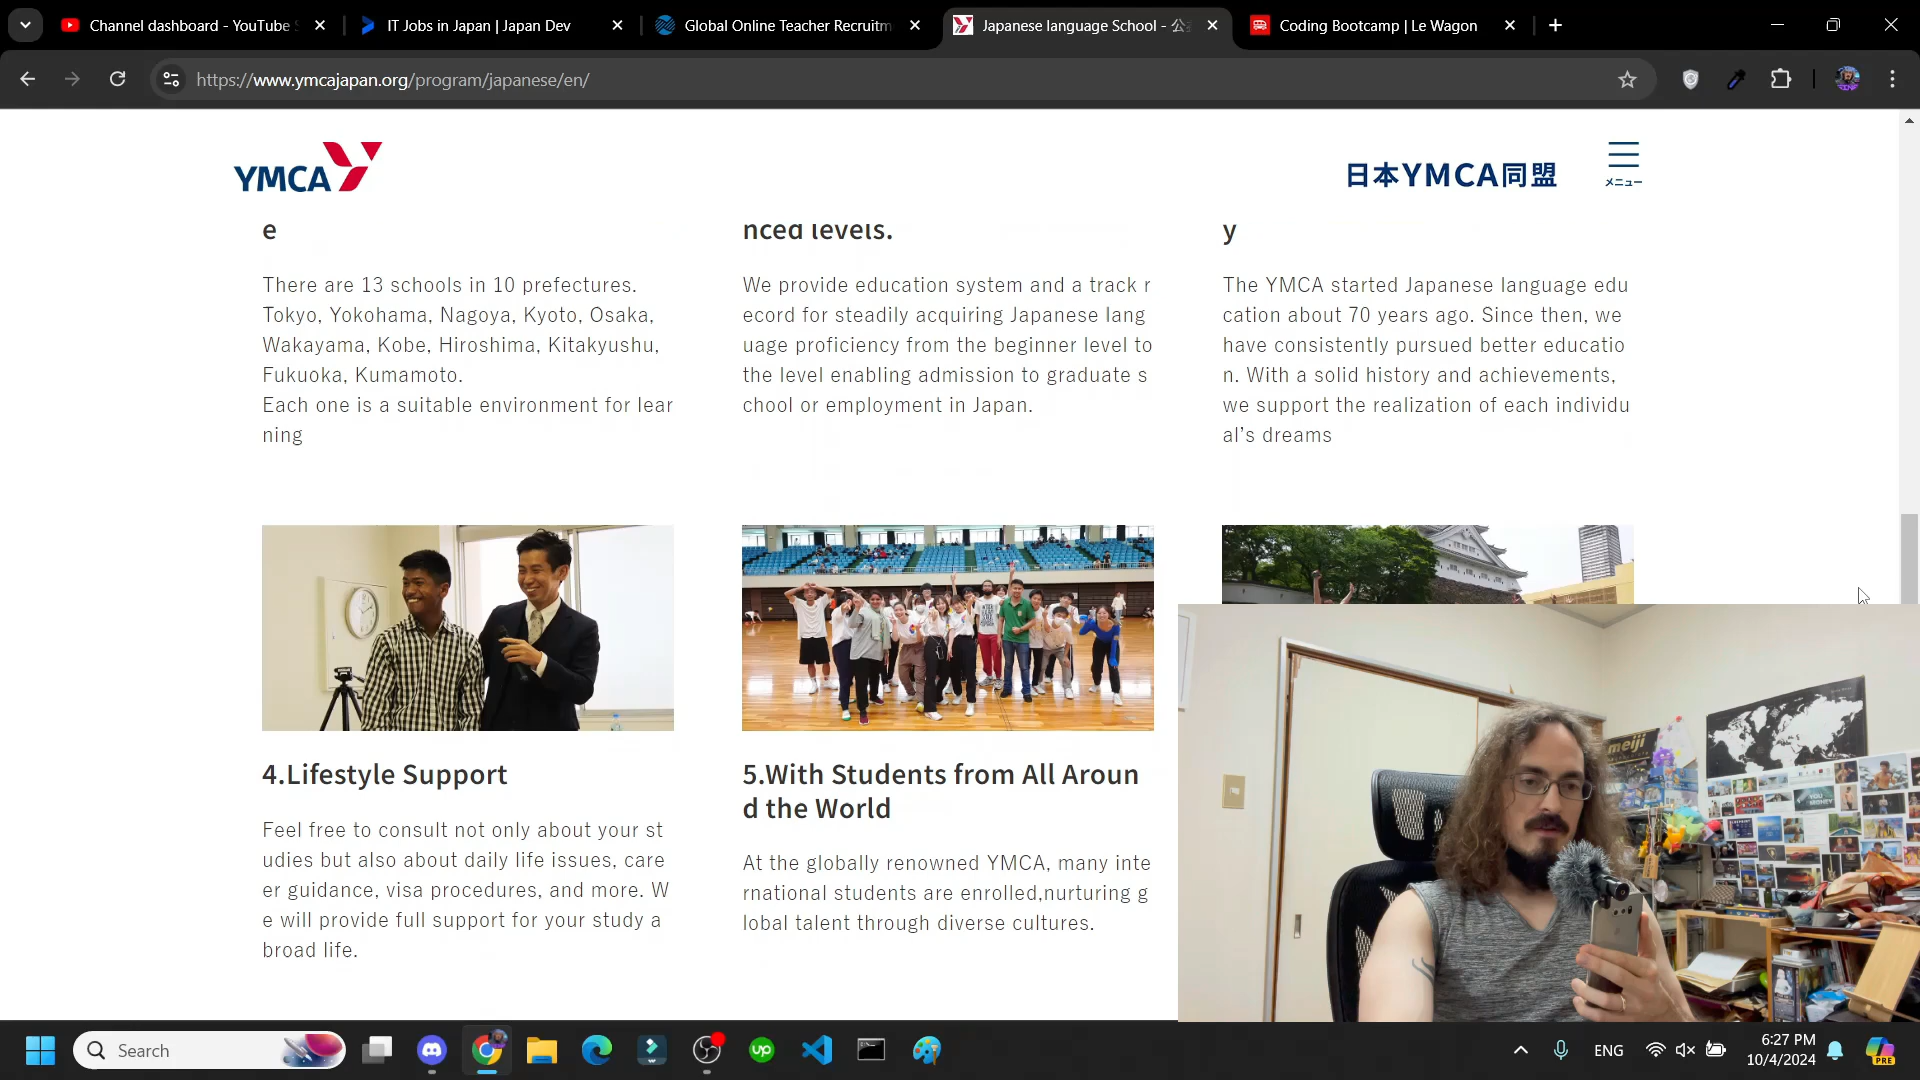 Channel dashboard - YouTube S
IT Jobs in Japan | Japan Dev
Global Online Teacher Recruitm
Japanese language School - 公
Coding Bootcamp | Le Wagon
https://www.ymcajapan.org/program/japanese/en/
YMCA
日本YMCA同盟
メニュー
e
There are 13 schools in 10 prefectures.
Tokyo, Yokohama, Nagoya, Kyoto, Osaka,
Wakayama, Kobe, Hiroshima, Kitakyushu,
Fukuoka, Kumamoto.
Each one is a suitable environment for lear
ning
nced levels.
We provide education system and a track r
ecord for steadily acquiring Japanese lang
uage proficiency from the beginner level to
the level enabling admission to graduate s
chool or employment in Japan.
y
The YMCA started Japanese language edu
cation about 70 years ago. Since then, we
have consistently pursued better educatio
n. With a solid history and achievements,
we support the realization of each individu
al’s dreams
4.Lifestyle Support
Feel free to consult not only about your st
udies but also about daily life issues, care
er guidance, visa procedures, and more. W
e will provide full support for your study a
broad life.
5.With Students from All Aroun
d the World
At the globally renowned YMCA, many inte
rnational students are enrolled,nurturing g
lobal talent through diverse cultures.
meiji
YOU
MONEY
Search
up
ENG
6:27 PM
10/4/2024
PRE